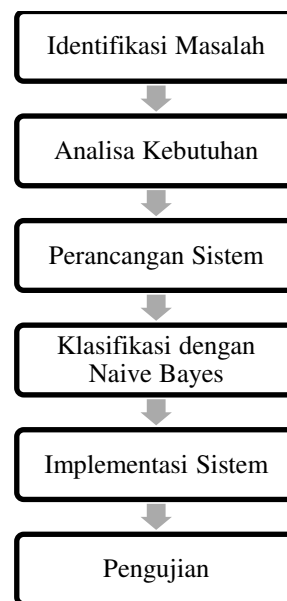 Identifikasi Masalah
Analisa Kebutuhan
Perancangan Sistem
Klasifikasi dengan
Naive Bayes
Implementasi Sistem
Pengujian